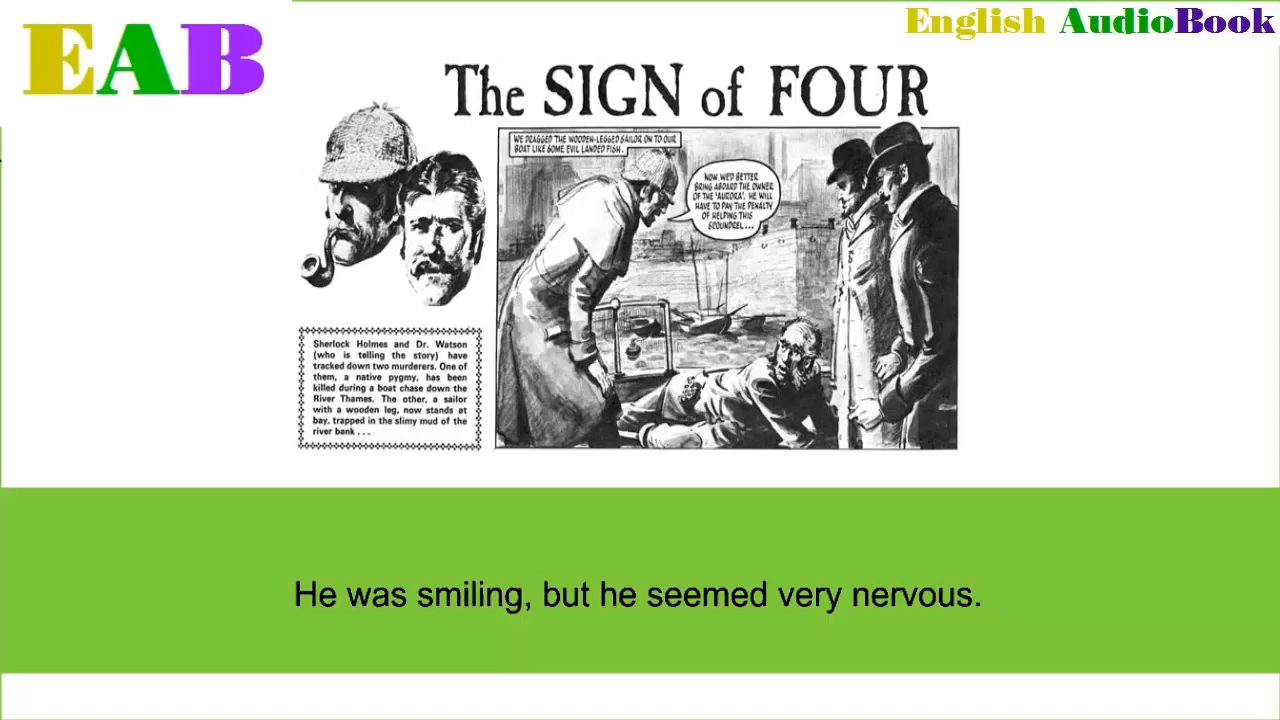 EAB
English AudioBook
The SIGN of FOUR
WE DRAGGED THE WOODEN-LEGGED SAILOR ON TO OUR
BOAT LIKE SOME EVIL LANDED FISH.
NOW WE'D BETTER
BRING ABOARD THE OWNER
OF THE 'AURORA'. HE WILL
HAVE TO PAY THE PENALTY
OF HELPING THIS
SCOUNDREL...
Sherlock Holmes and Dr. Watson
(who is telling the story) have
tracked down two murderers. One of
them, a native pygmy, has been
killed during a boat chase down the
River Thames. The other, a sailor
with a wooden leg, now stands at
bay, trapped in the slimy mud of the
river bank . . .
He was smiling, but he seemed very nervous.